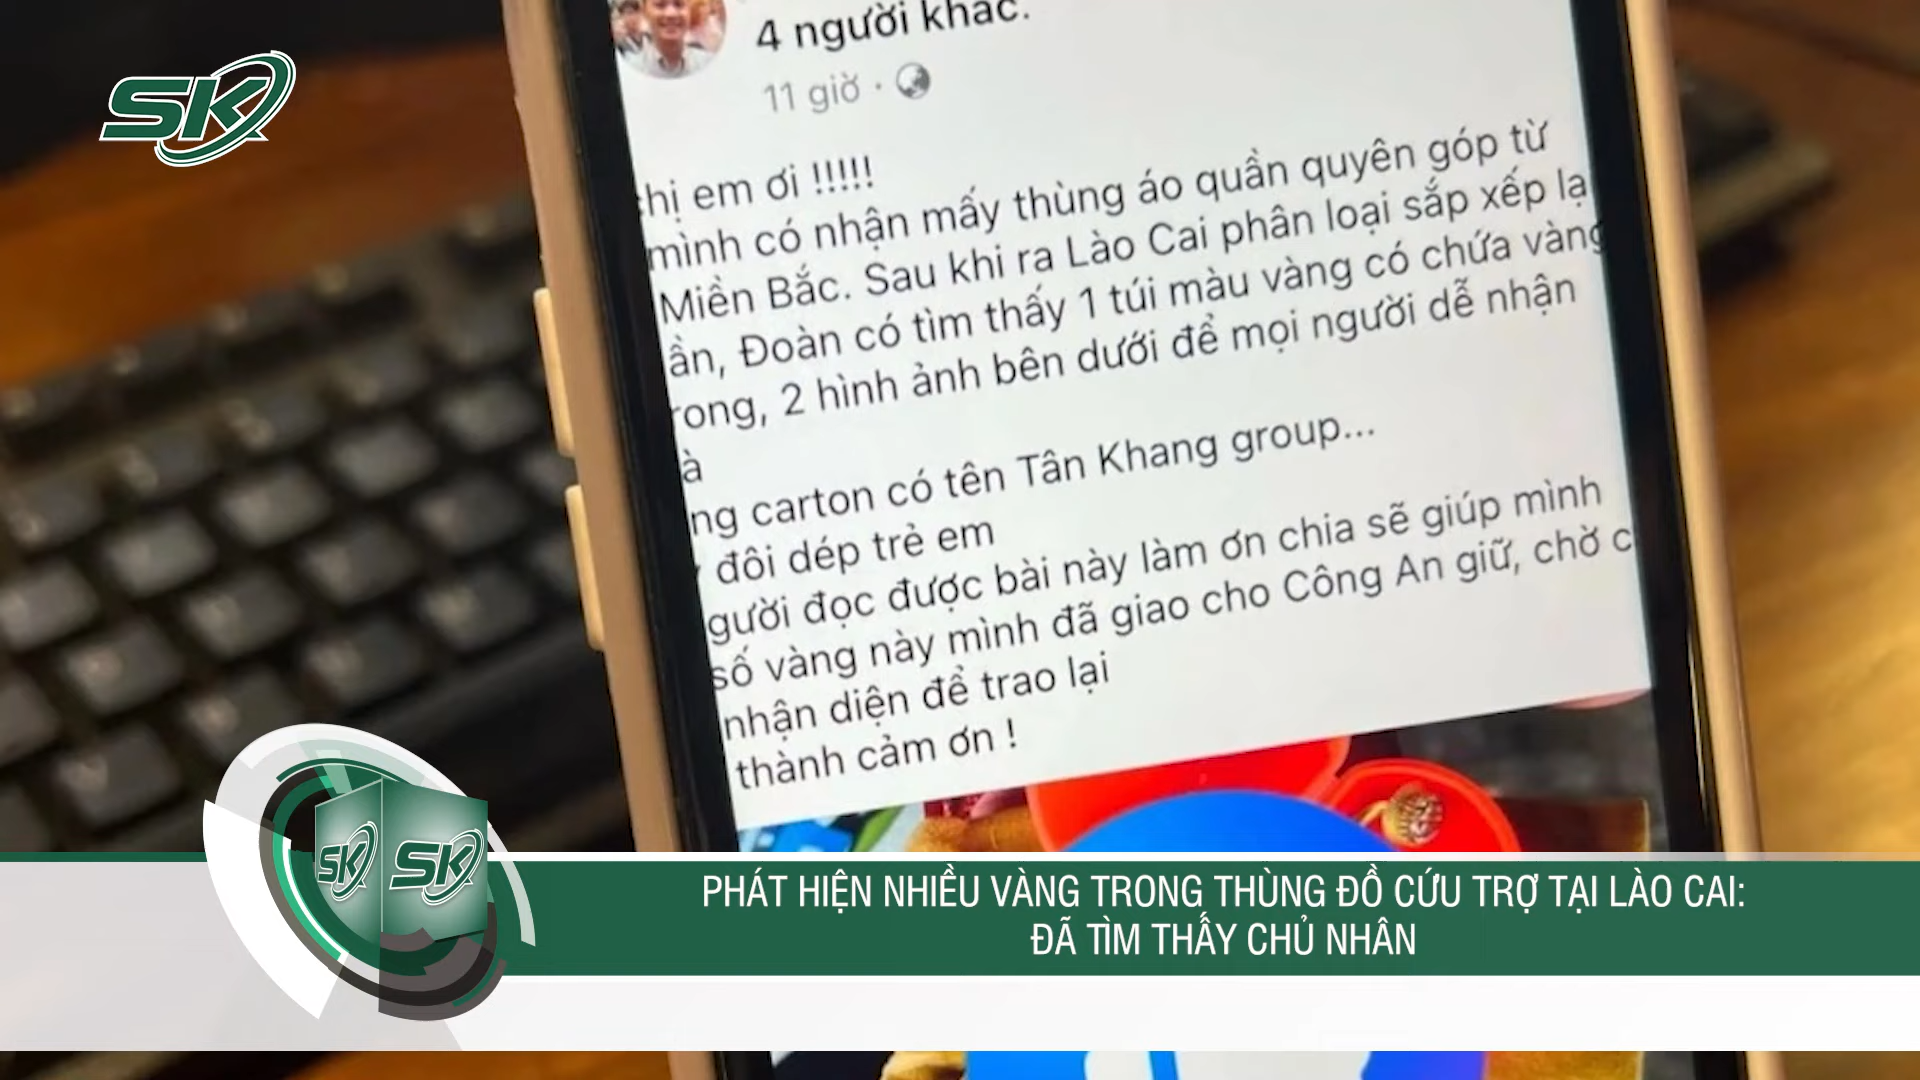 SK
4 người khác.
11 giờ ·
hị em ơi !!!!!
mình có nhận mấy thùng áo quần quyên góp từ
Miền Bắc. Sau khi ra Lào Cai phân loại sắp xếp lạ
ần, Đoàn có tìm thấy 1 túi màu vàng có chứa vàng
rong, 2 hình ảnh bên dưới để mọi người dễ nhận
à
ng carton có tên Tân Khang group...
đôi dép trẻ em
gười đọc được bài này làm ơn chia sẽ giúp mình
số vàng này mình đã giao cho Công An giữ, chờ c
nhận diện để trao lại
thành cảm ơn !
SK SK
PHÁT HIỆN NHIỀU VÀNG TRONG THÙNG ĐỒ CỨU TRỢ TẠI LÀO CAI:
ĐÃ TÌM THẤY CHỦ NHÂN